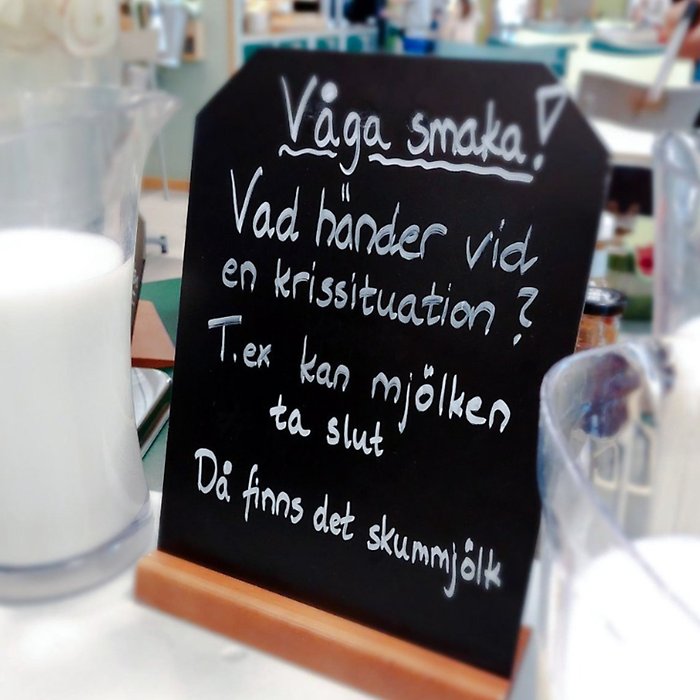 Våga smaka!
Vad händer vid
en krissituation?
T.ex kan mjölken
ta slut
Då finns det skummjölk